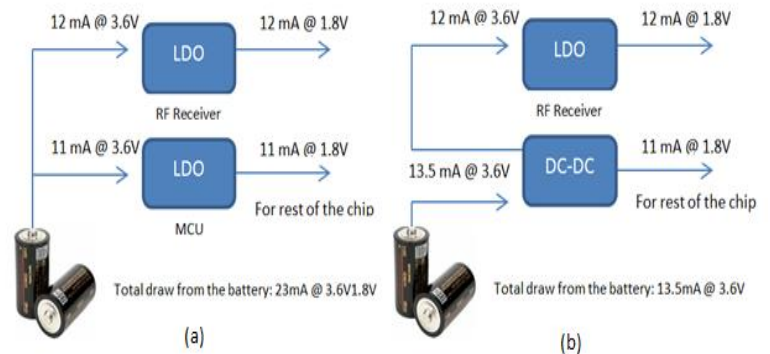 12 mA @ 3.6V
12 mA @ 1.8V
LDO
RF Receiver
11 mA @ 3.6V
11 mA @ 1.8V
LDO
For rest of the chip
MCU
Total draw from the battery: 23mA @ 3.6V1.8V
(a)
12 mA @ 3.6V
12 mA @ 1.8V
LDO
RF Receiver
13.5 mA @ 3.6V
11 mA @ 1.8V
DC-DC
For rest of the chip
Total draw from the battery: 13.5mA @ 3.6V
(b)